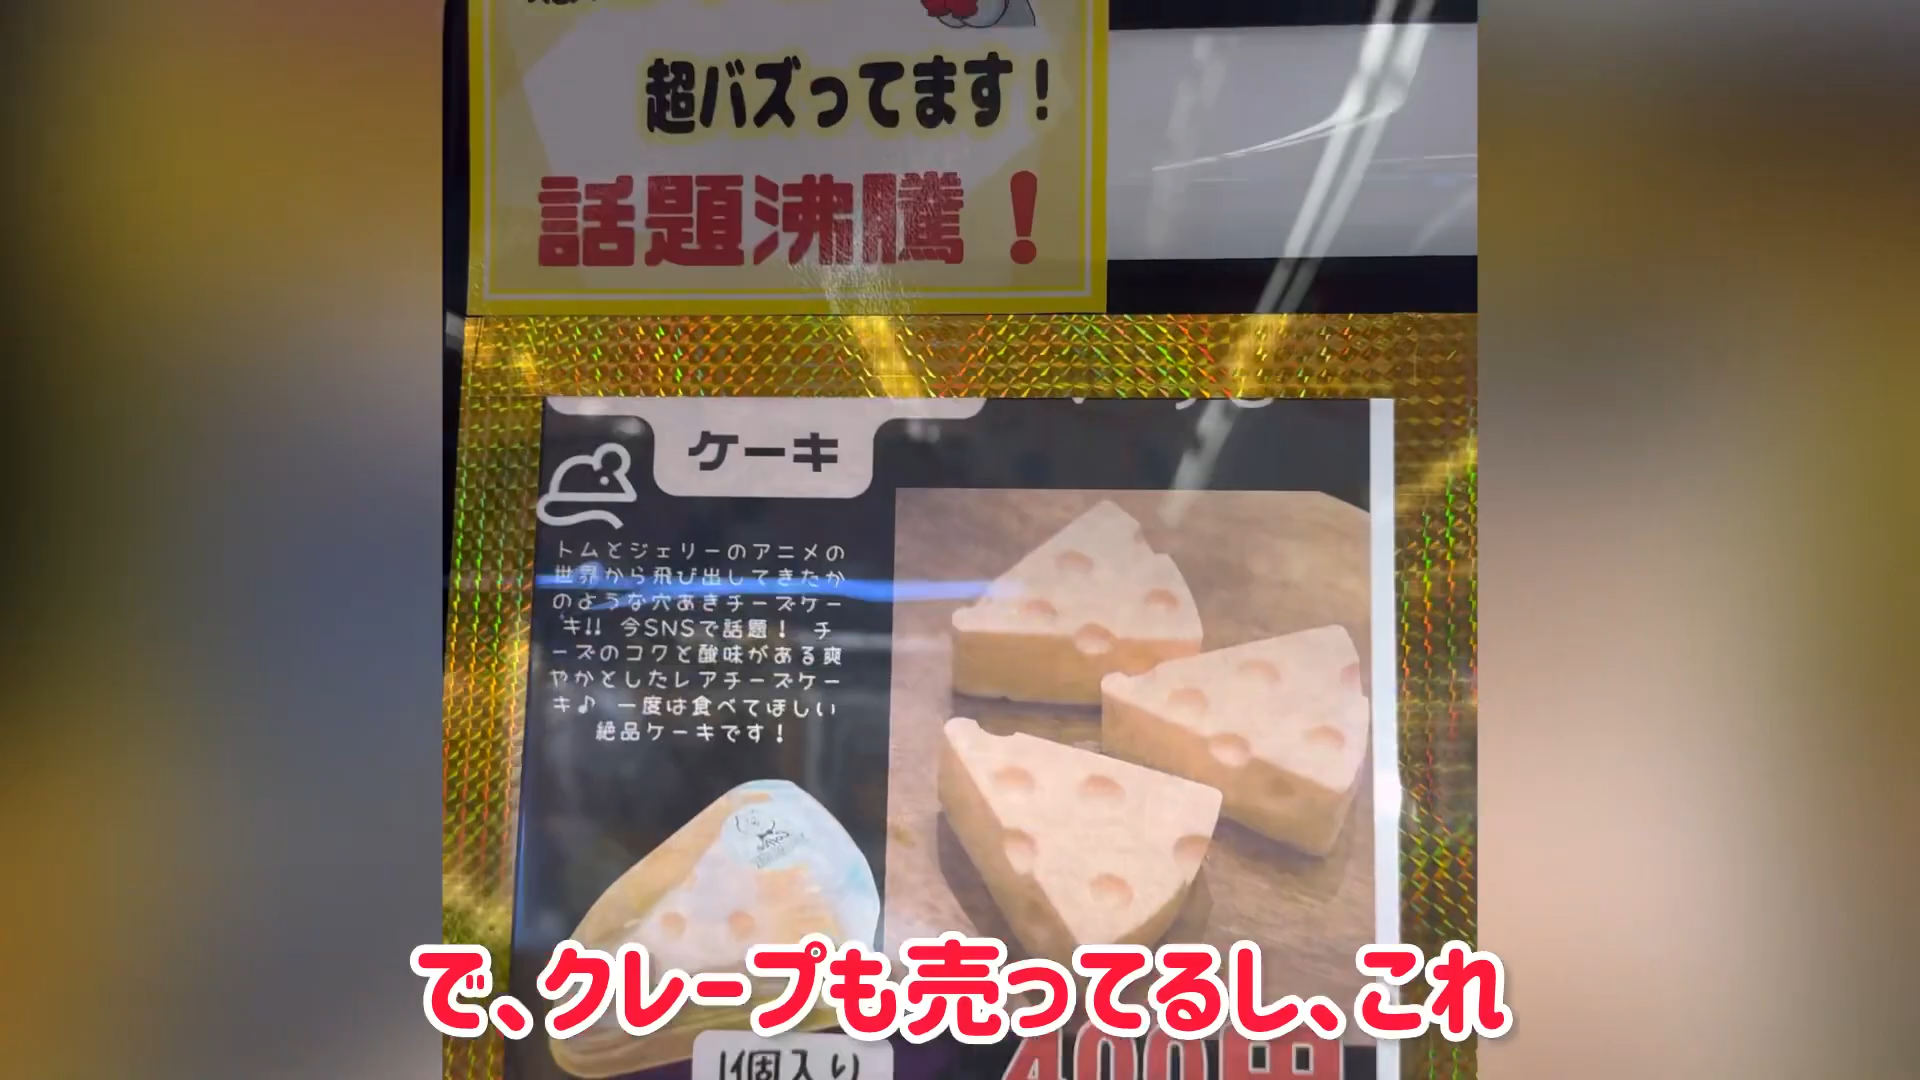 超バズってます！
話題沸騰！
ケーキ
トムとジェリーのアニメの
世界から飛び出してきたか
のような穴あきチーズケー
キ!! 今SNSで話題！ チ
ーズのコクと酸味がある爽
やかとしたレアチーズケー
キ♪ 一度は食べてほしい
絶品ケーキです！
で、クレープも売ってるし、これ
1個入り
400円